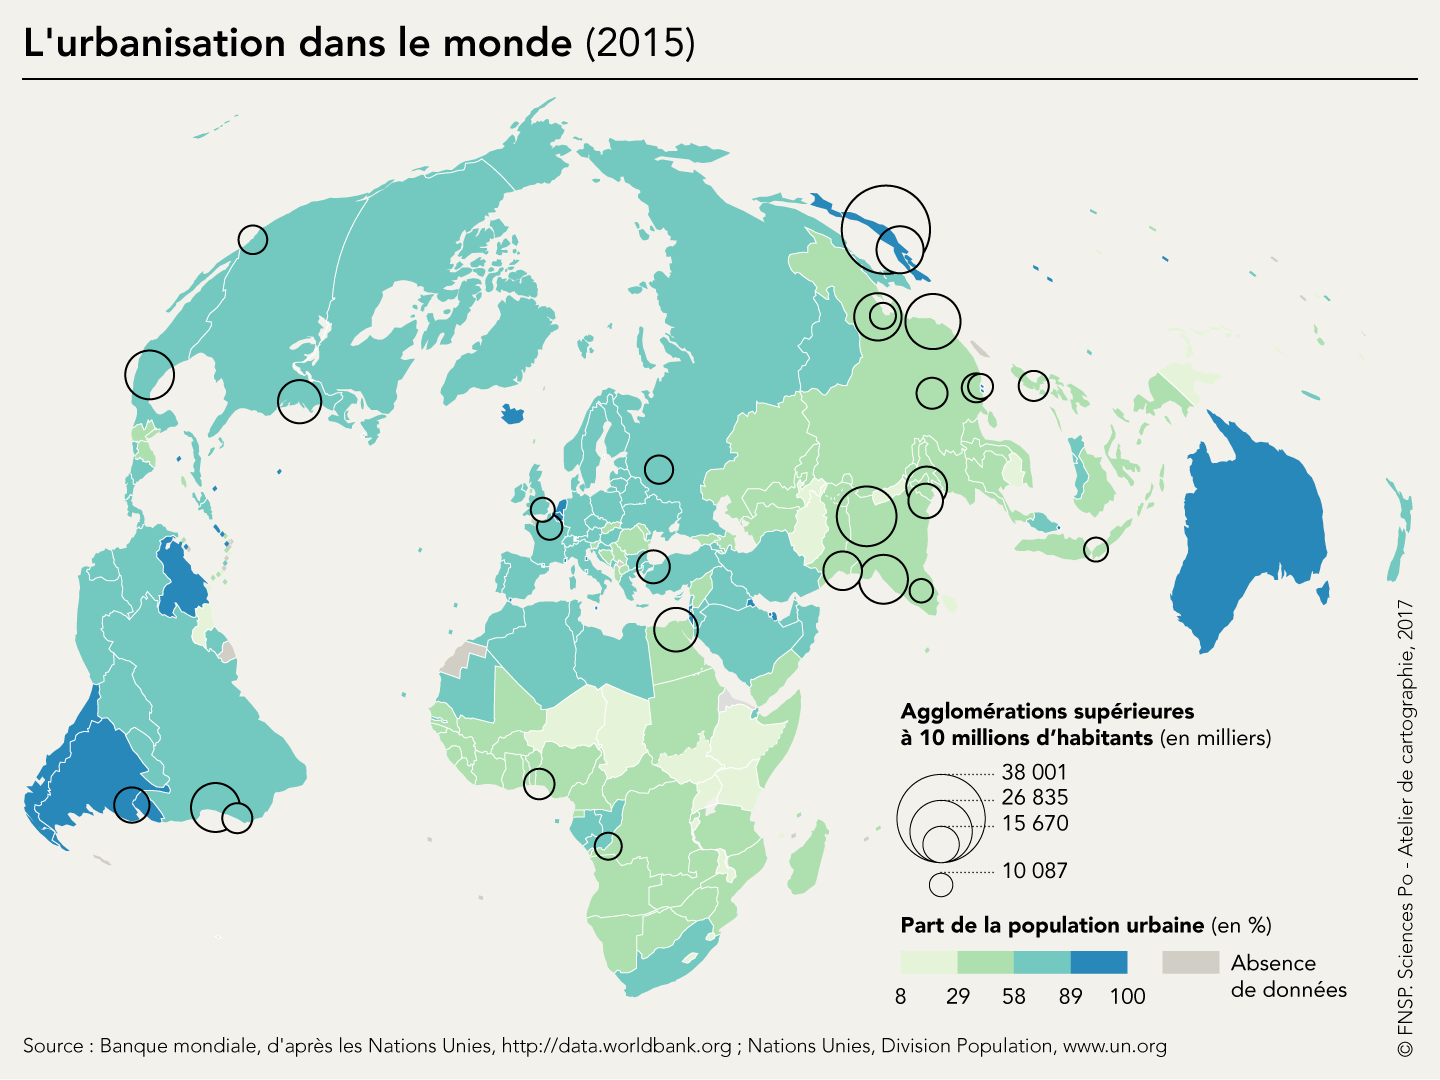 L'urbanisation dans le monde (2015)
Agglomérations supérieures
à 10 millions d’habitants (en milliers)
38 001
26 835
15 670
10 087
Part de la population urbaine (en %)
8 29 58 89 100
Absence
de données
© FNSP. Sciences Po - Atelier de cartographie, 2017
Source : Banque mondiale, d'après les Nations Unies, http://data.worldbank.org ; Nations Unies, Division Population, www.un.org